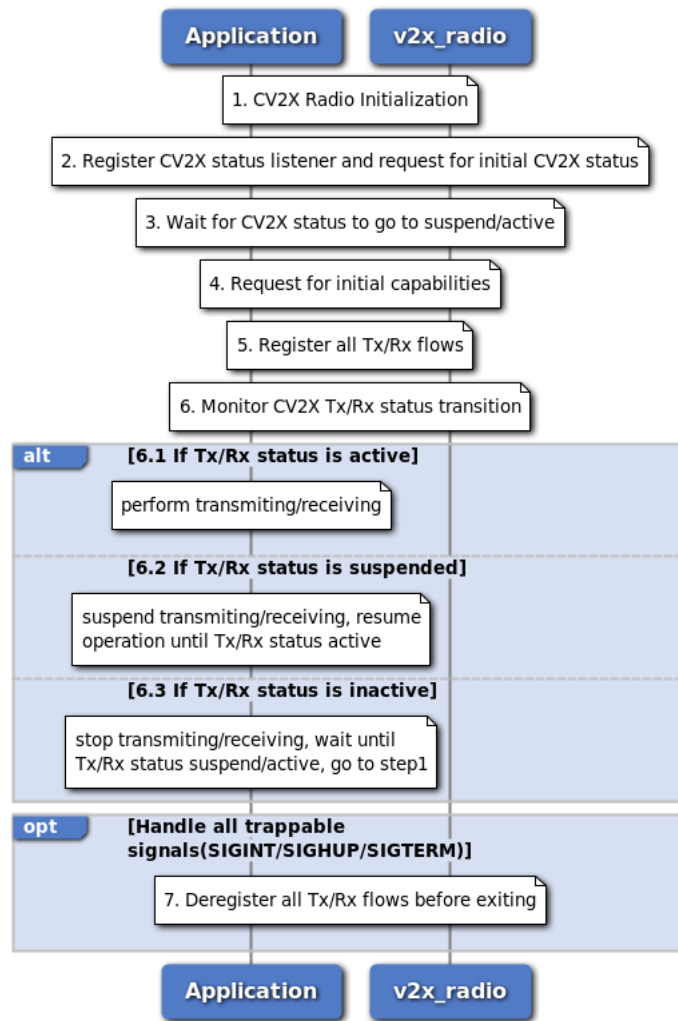 Application
v2x_radio
1. CV2X Radio Initialization
2. Register CV2X status listener and request for initial CV2X status
3. Wait for CV2X status to go to suspend/active
4. Request for initial capabilities
5. Register all Tx/Rx flows
6. Monitor CV2X Tx/Rx status transition
alt
[6.1 If Tx/Rx status is active]
perform transmiting/receiving
[6.2 If Tx/Rx status is suspended]
suspend transmiting/receiving, resume
operation until Tx/Rx status active
[6.3 If Tx/Rx status is inactive]
stop transmiting/receiving, wait until
Tx/Rx status suspend/active, go to step1
opt
[Handle all trappable
signals(SIGINT/SIGHUP/SIGTERM)]
7. Deregister all Tx/Rx flows before exiting
Application
v2x_radio